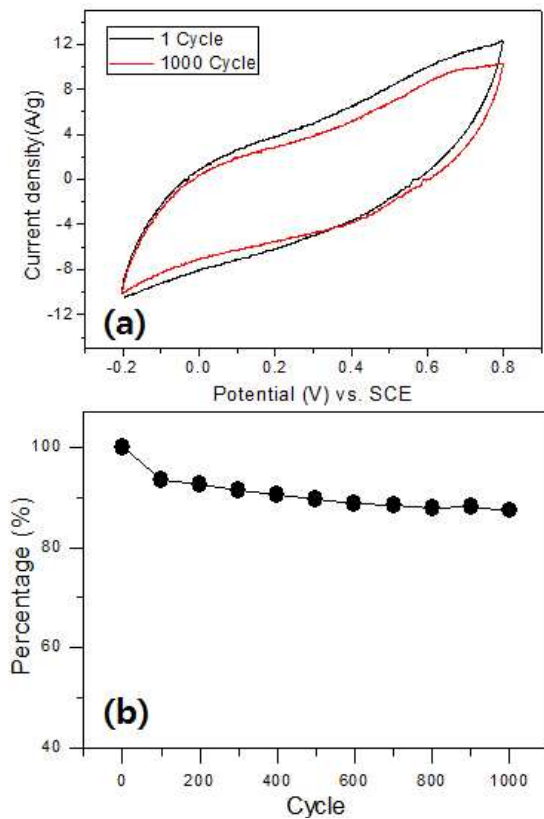 12
8
4
0
-4
-8
-12
Current density(A/g)
1 Cycle
1000 Cycle
(a)
-0.2 0.0 0.2 0.4 0.6 0.8
Potential (V) vs. SCE
100
80
60
40
Percentage (%)
(b)
0 200 400 600 800 1000
Cycle